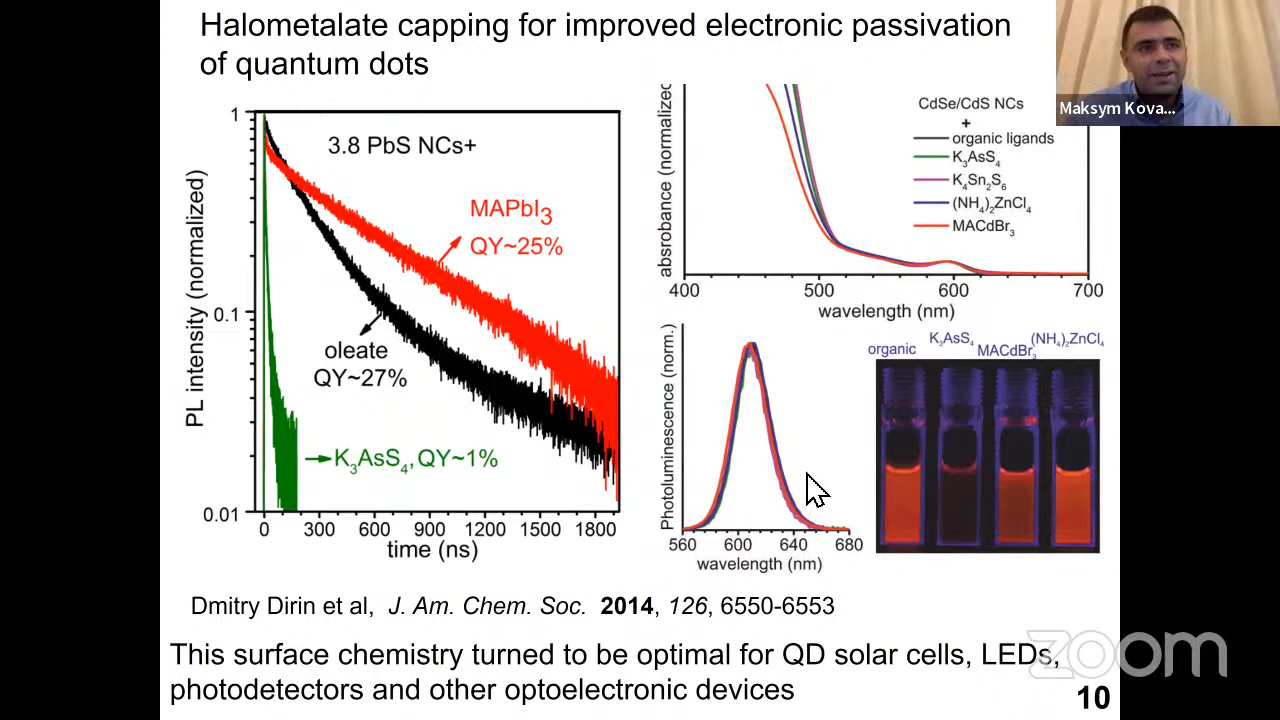 Halometalate capping for improved electronic passivation
of quantum dots
Maksym Kova...
1
0.1
0.01
PL intensity (normalized)
3.8 PbS NCs+
MAPbI₃
QY~25%
oleate
QY~27%
K₃AsS₄, QY~1%
0 300 600 900 1200 1500 1800
time (ns)
absrobance (normalized
CdSe/CdS NCs
+
organic ligands
K₃AsS₄
K₄Sn₂S₆
(NH₄)₂ZnCl₄
MACdBr₃
400 500 600 700
wavelength (nm)
Photoluminescence (norm.)
560 600 640 680
wavelength (nm)
organic K₃AsS₄ MACdBr₃ (NH₄)₂ZnCl₄
Dmitry Dirin et al, J. Am. Chem. Soc. 2014, 126, 6550-6553
This surface chemistry turned to be optimal for QD solar cells, LEDs,
photodetectors and other optoelectronic devices
10
zoom